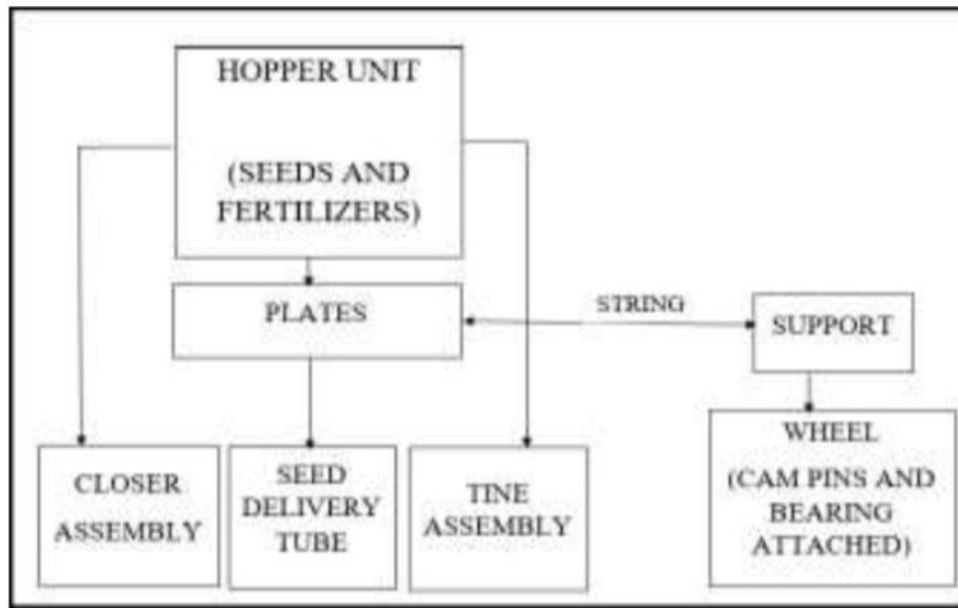 HOPPER UNIT
(SEEDS AND
FERTILIZERS)
PLATES
STRING
SUPPORT
CLOSER
ASSEMBLY
SEED
DELIVERY
TUBE
TINE
ASSEMBLY
WHEEL
(CAM PINS AND
BEARING
ATTACHED)